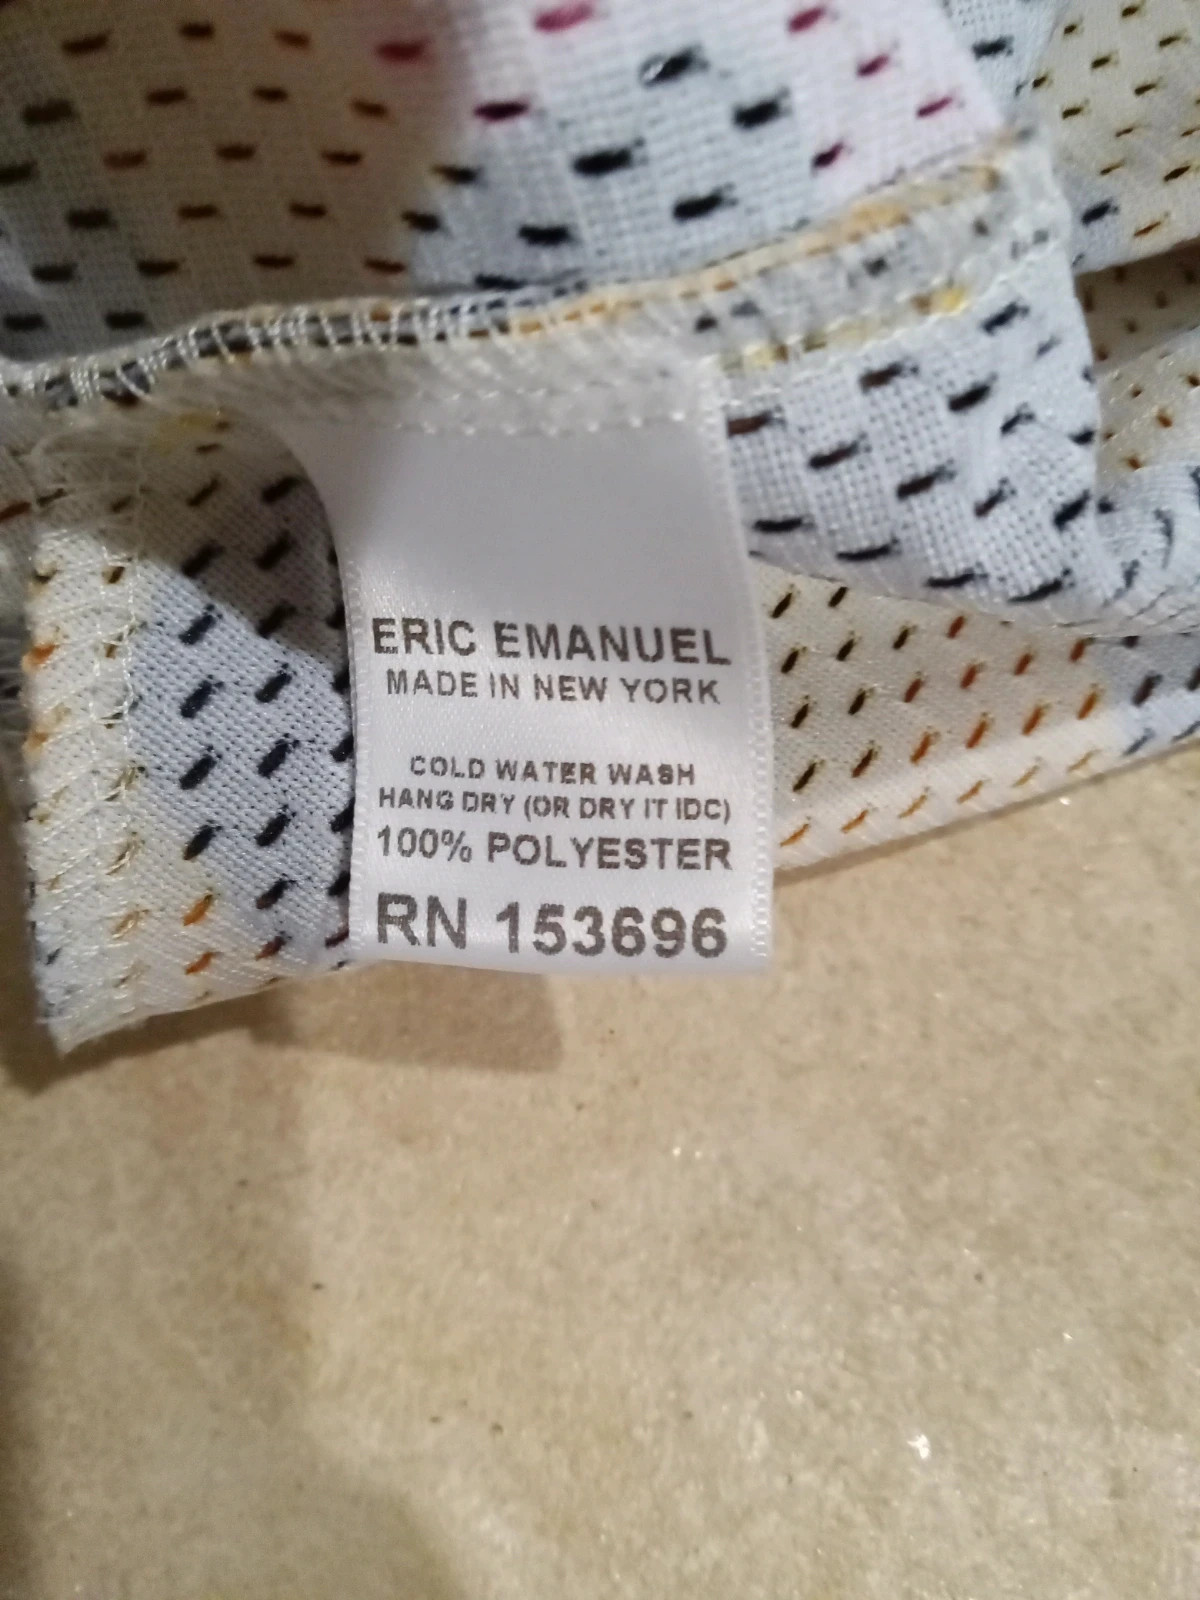 ERIC EMANUEL
MADE IN NEW YORK
COLD WATER WASH
HANG DRY (OR DRY IT IDC)
100% POLYESTER
RN 153696